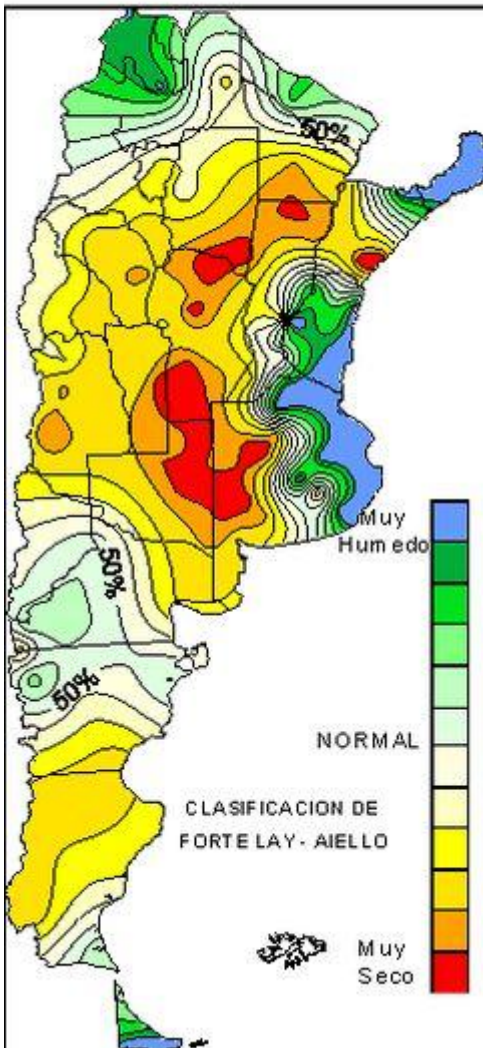 50%
Muy
Humedo
50%
50%
NORMAL
CLASIFICACION DE
FORTE LAY - AIELLO
Muy
Seco